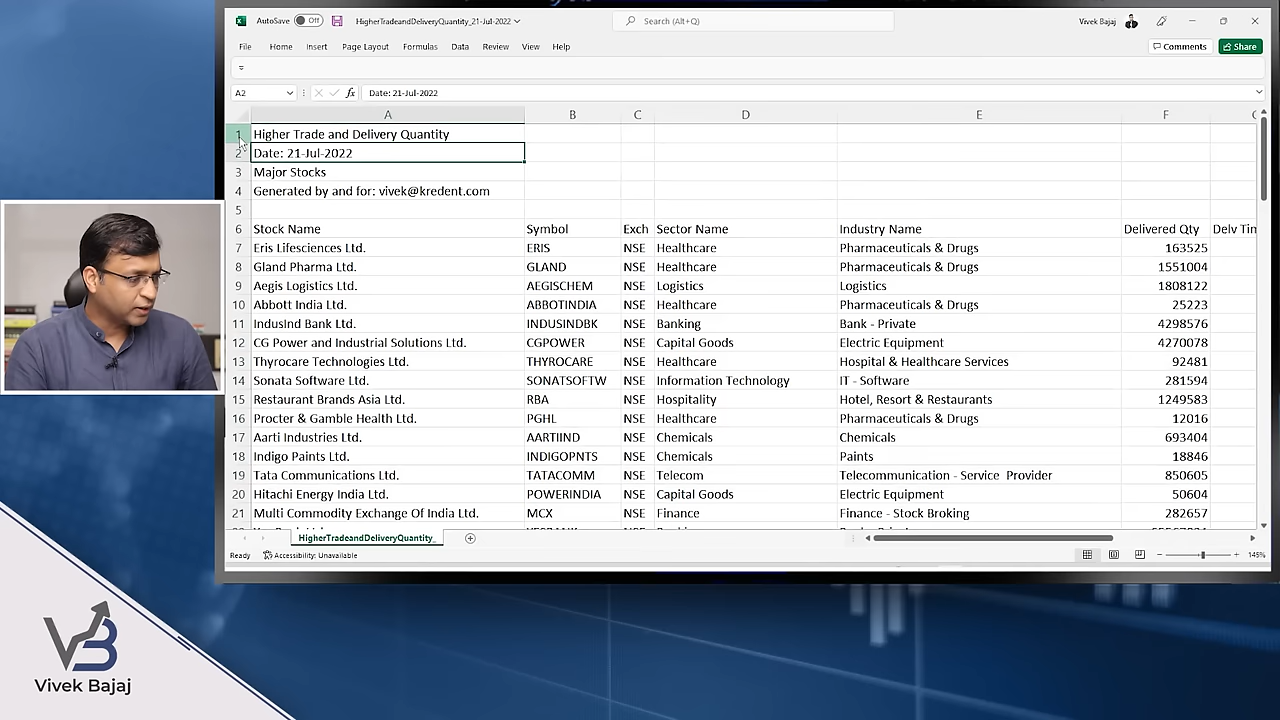 AutoSave Off HigherTradeandDeliveryQuantity_21-Jul-2022 Search (Alt+Q) Vivek Bajaj
File Home Insert Page Layout Formulas Data Review View Help Comments Share
A2 fx Date: 21-Jul-2022
A B C D E F
1 Higher Trade and Delivery Quantity
2 Date: 21-Jul-2022
3 Major Stocks
4 Generated by and for: vivek@kredent.com
5
6 Stock Name Symbol Exch Sector Name Industry Name Delivered Qty Delv Tim
7 Eris Lifesciences Ltd. ERIS NSE Healthcare Pharmaceuticals & Drugs 163525
8 Gland Pharma Ltd. GLAND NSE Healthcare Pharmaceuticals & Drugs 1551004
9 Aegis Logistics Ltd. AEGISCHEM NSE Logistics Logistics 1808122
10 Abbott India Ltd. ABBOTINDIA NSE Healthcare Pharmaceuticals & Drugs 25223
11 IndusInd Bank Ltd. INDUSINDBK NSE Banking Bank - Private 4298576
12 CG Power and Industrial Solutions Ltd. CGPOWER NSE Capital Goods Electric Equipment 4270078
13 Thyrocare Technologies Ltd. THYROCARE NSE Healthcare Hospital & Healthcare Services 92481
14 Sonata Software Ltd. SONATSOFTW NSE Information Technology IT - Software 281594
15 Restaurant Brands Asia Ltd. RBA NSE Hospitality Hotel, Resort & Restaurants 1249583
16 Procter & Gamble Health Ltd. PGHL NSE Healthcare Pharmaceuticals & Drugs 12016
17 Aarti Industries Ltd. AARTIIND NSE Chemicals Chemicals 693404
18 Indigo Paints Ltd. INDIGOPNTS NSE Chemicals Paints 18846
19 Tata Communications Ltd. TATACOMM NSE Telecom Telecommunication - Service Provider 850605
20 Hitachi Energy India Ltd. POWERINDIA NSE Capital Goods Electric Equipment 50604
21 Multi Commodity Exchange Of India Ltd. MCX NSE Finance Finance - Stock Broking 282657
HigherTradeandDeliveryQuantity_
Ready Accessibility: Unavailable 145%
VB
Vivek Bajaj